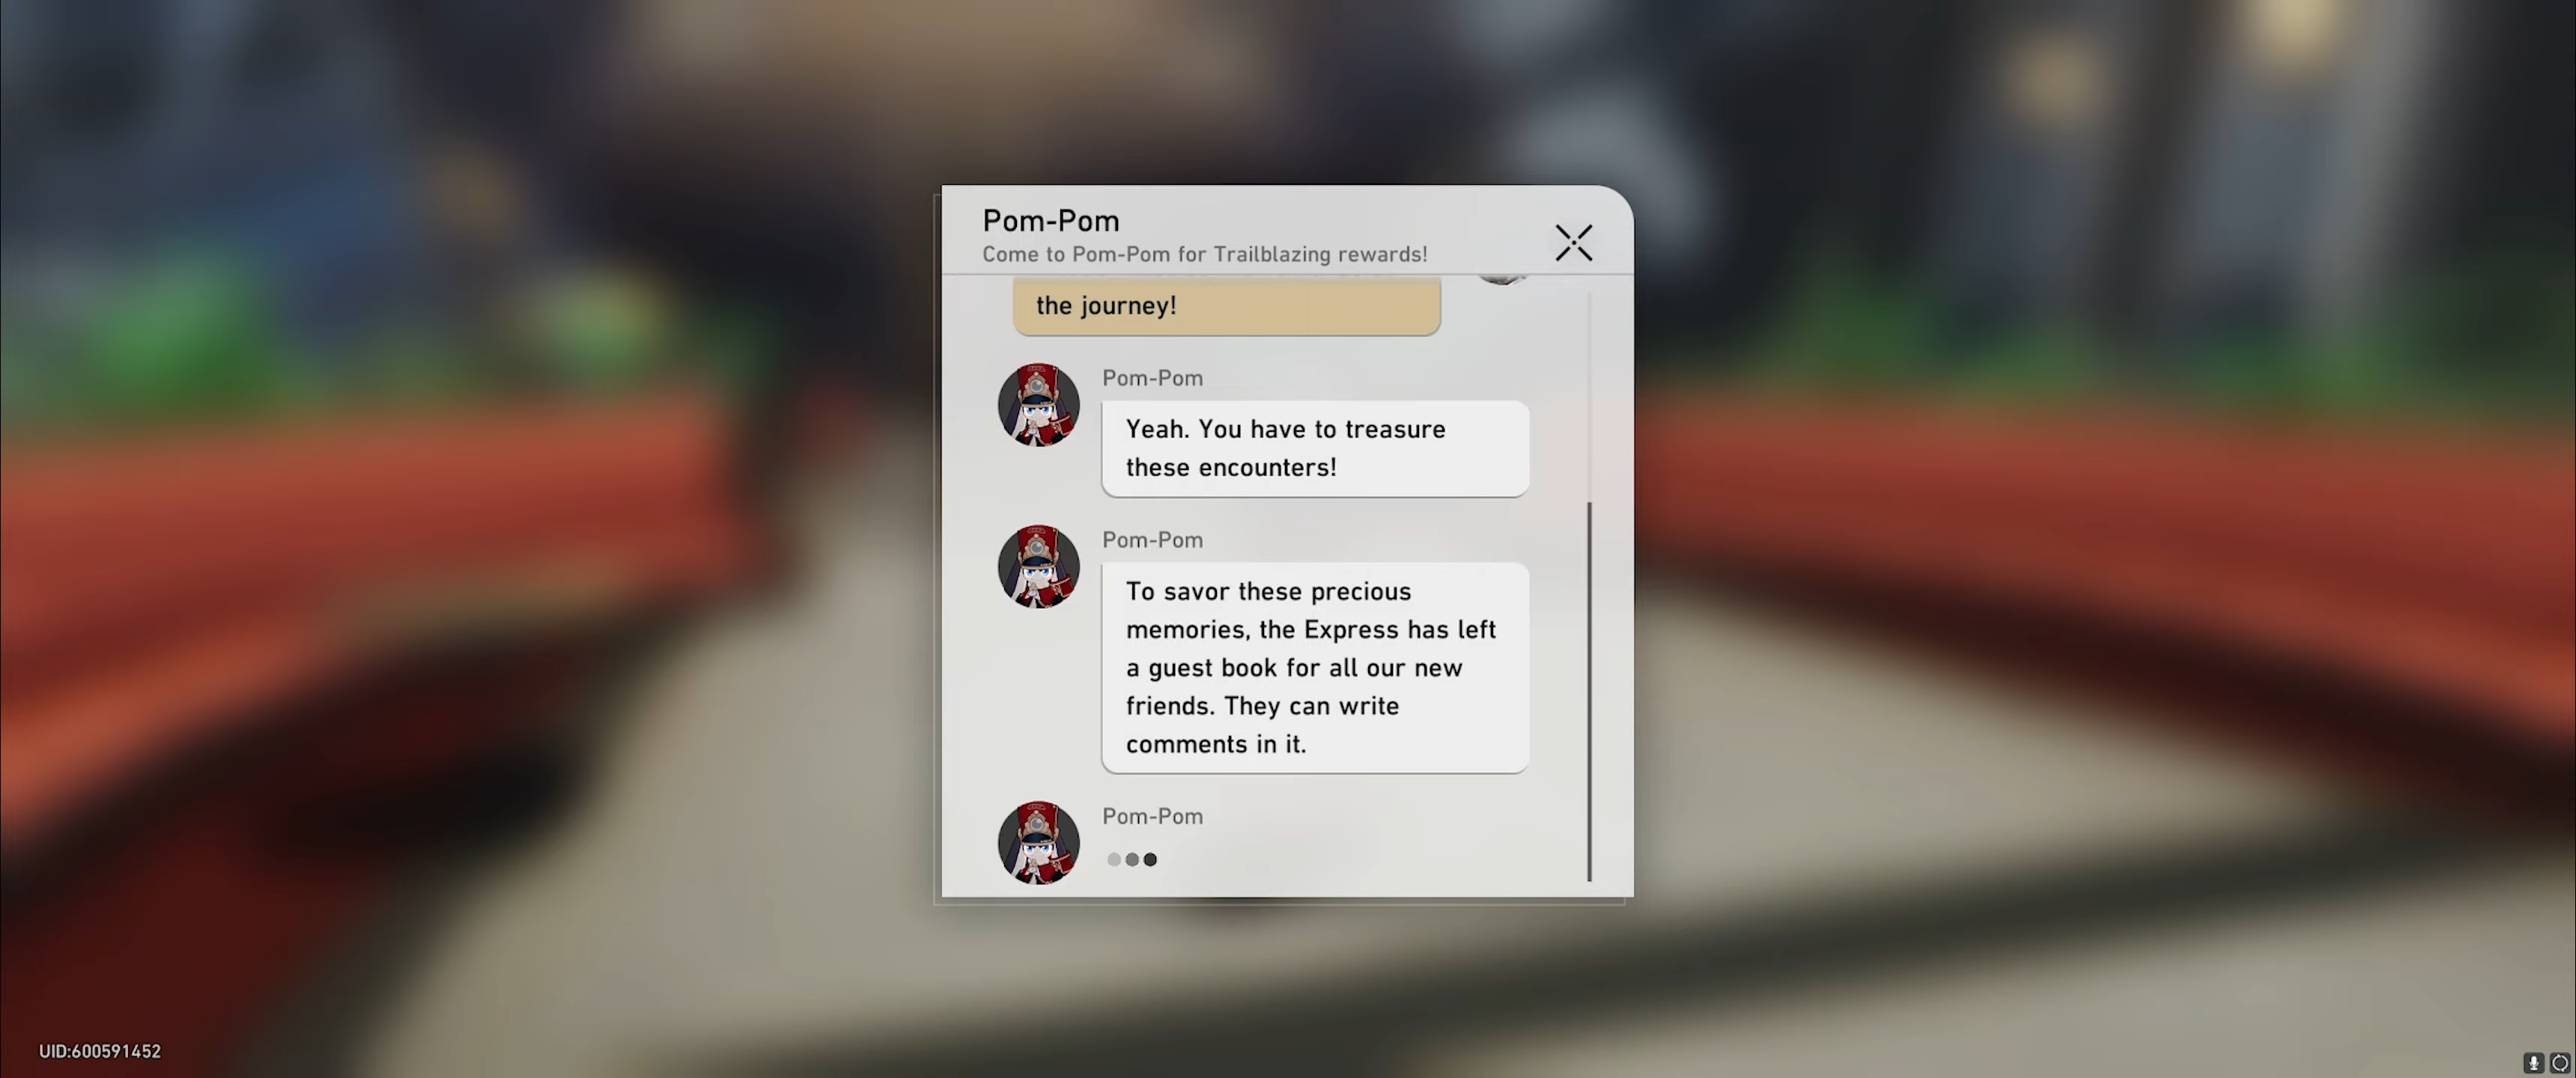 Pom-Pom
Come to Pom-Pom for Trailblazing rewards!
the journey!
Pom-Pom
Yeah. You have to treasure
these encounters!
Pom-Pom
To savor these precious
memories, the Express has left
a guest book for all our new
friends. They can write
comments in it.
Pom-Pom
UID:600591452